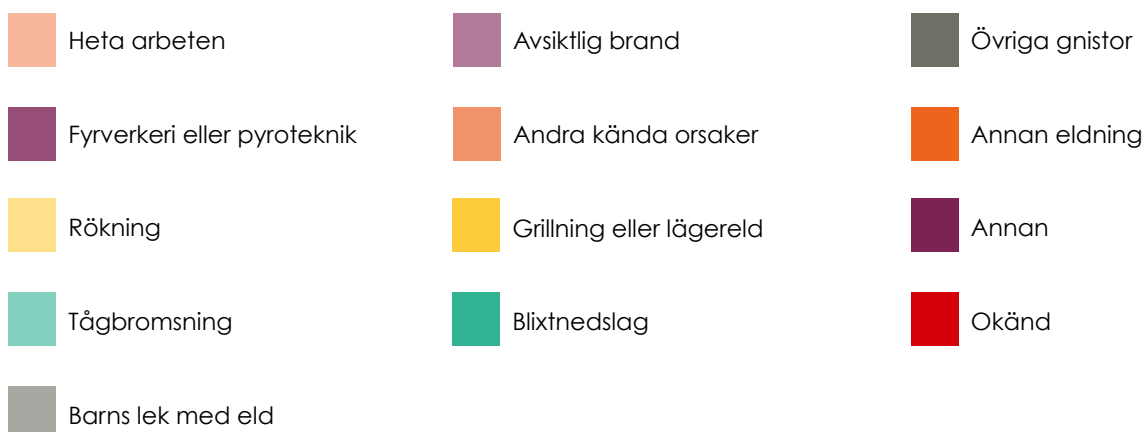 Heta arbeten
Avsiktlig brand
Övriga gnistor
Fyrverkeri eller pyroteknik
Andra kända orsaker
Annan eldning
Rökning
Grillning eller lägereld
Annan
Tågbromsning
Blixtnedslag
Okänd
Barns lek med eld